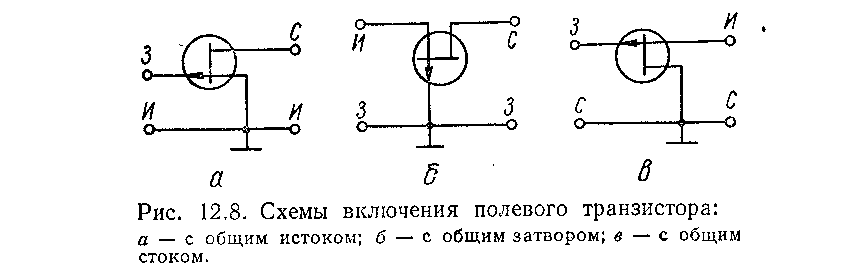 С И С И
З
З
И И З З С С
а б в
Рис. 12.8. Схемы включения полевого транзистора:
а — с общим истоком; б — с общим затвором; в — с общим
стоком.